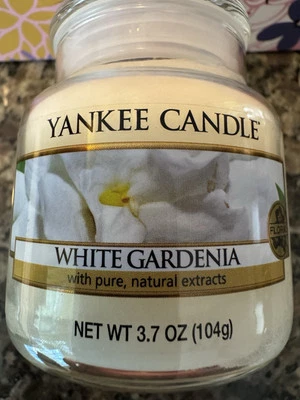 YANKEE CANDLE®
WHITE GARDENIA
with pure, natural extracts
NET WT 3.7 OZ (104g)